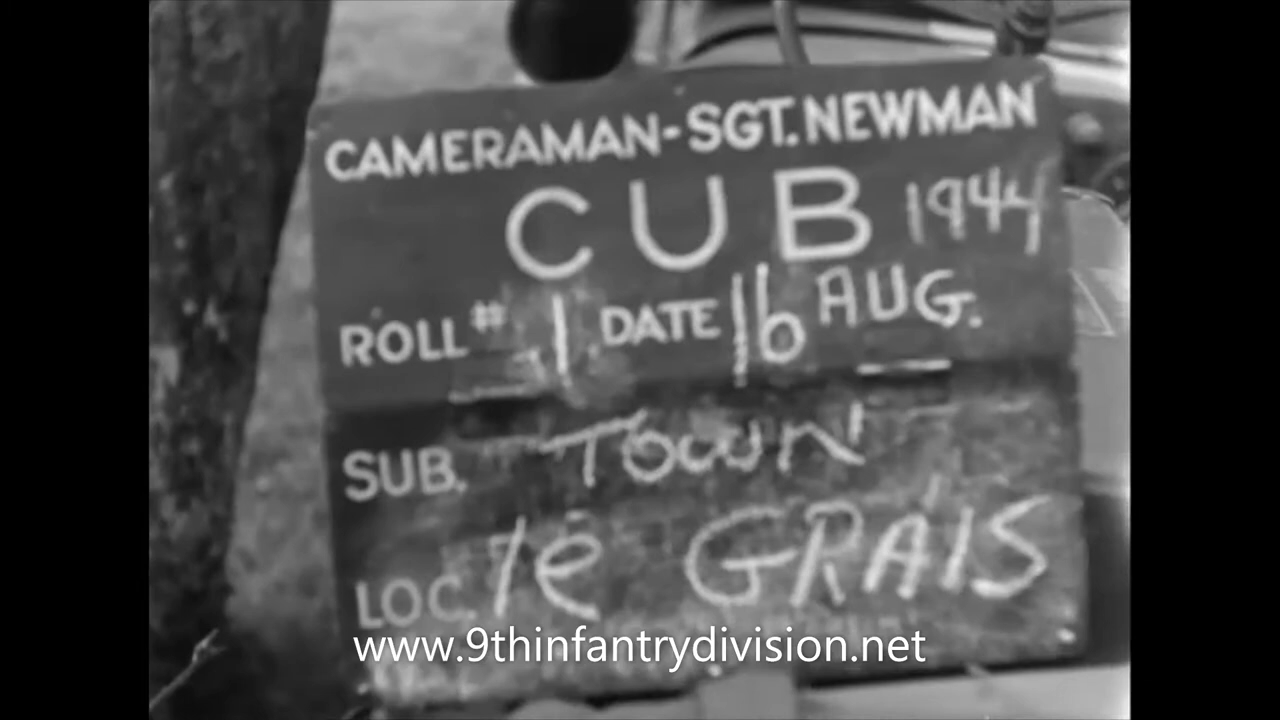 CAMERAMAN-SGT. NEWMAN
CUB 1944
ROLL # 1 DATE 16 AUG.
SUB. TOWN
LOC. le GRAIS
www.9thinfantrydivision.net